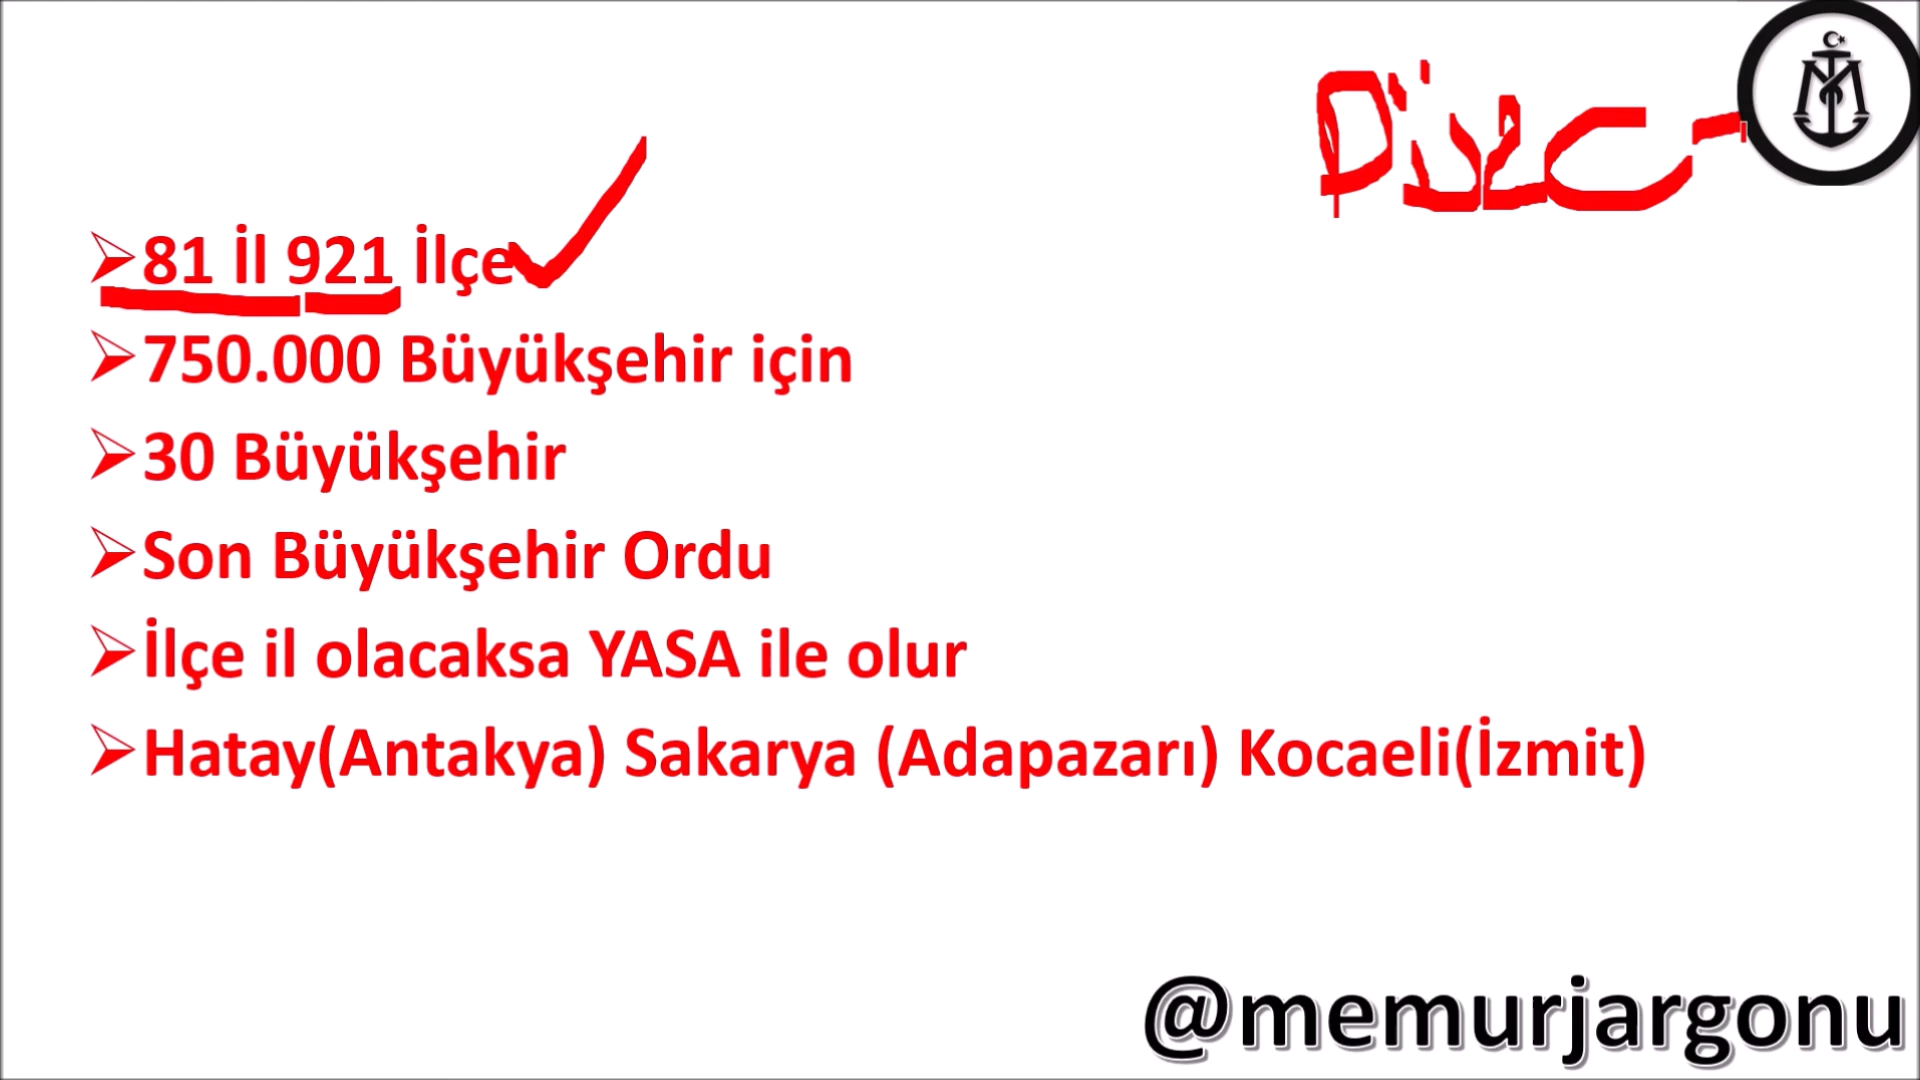 81 İl 921 İlçe
750.000 Büyükşehir için
30 Büyükşehir
Son Büyükşehir Ordu
İlçe il olacaksa YASA ile olur
Hatay(Antakya) Sakarya (Adapazarı) Kocaeli(İzmit)
@memurjargonu